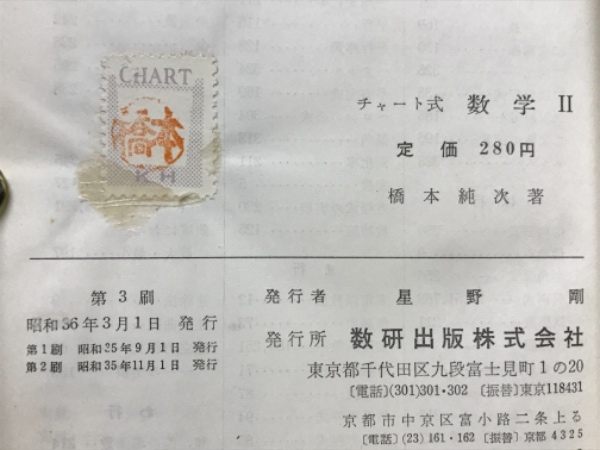 CHART
橋本
K H
チャート式 数学 II
定価 280円
橋本純次著
第3刷
昭和36年3月1日 発行
第1刷 昭和25年9月1日 発行
第2刷 昭和35年11月1日 発行
発行者 星野剛
発行所 数研出版株式会社
東京都千代田区九段富士見町1の20
〔電話〕(301)301・302 〔振替〕東京118431
京都市中京区富小路二条上る
〔電話〕(23)161・162 〔振替〕京都 4325